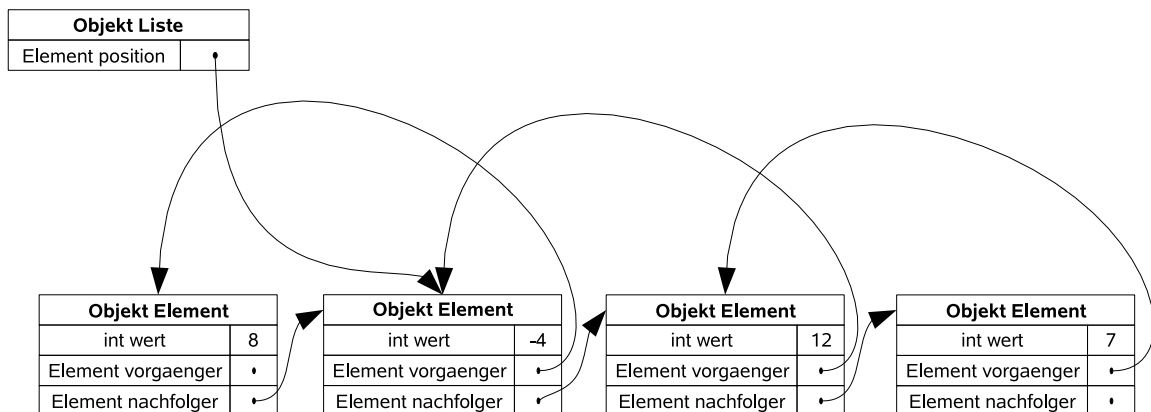 Objekt Liste
Element position
Objekt Element
int wert 8
Element vorgaenger
Element nachfolger
Objekt Element
int wert -4
Element vorgaenger
Element nachfolger
Objekt Element
int wert 12
Element vorgaenger
Element nachfolger
Objekt Element
int wert 7
Element vorgaenger
Element nachfolger